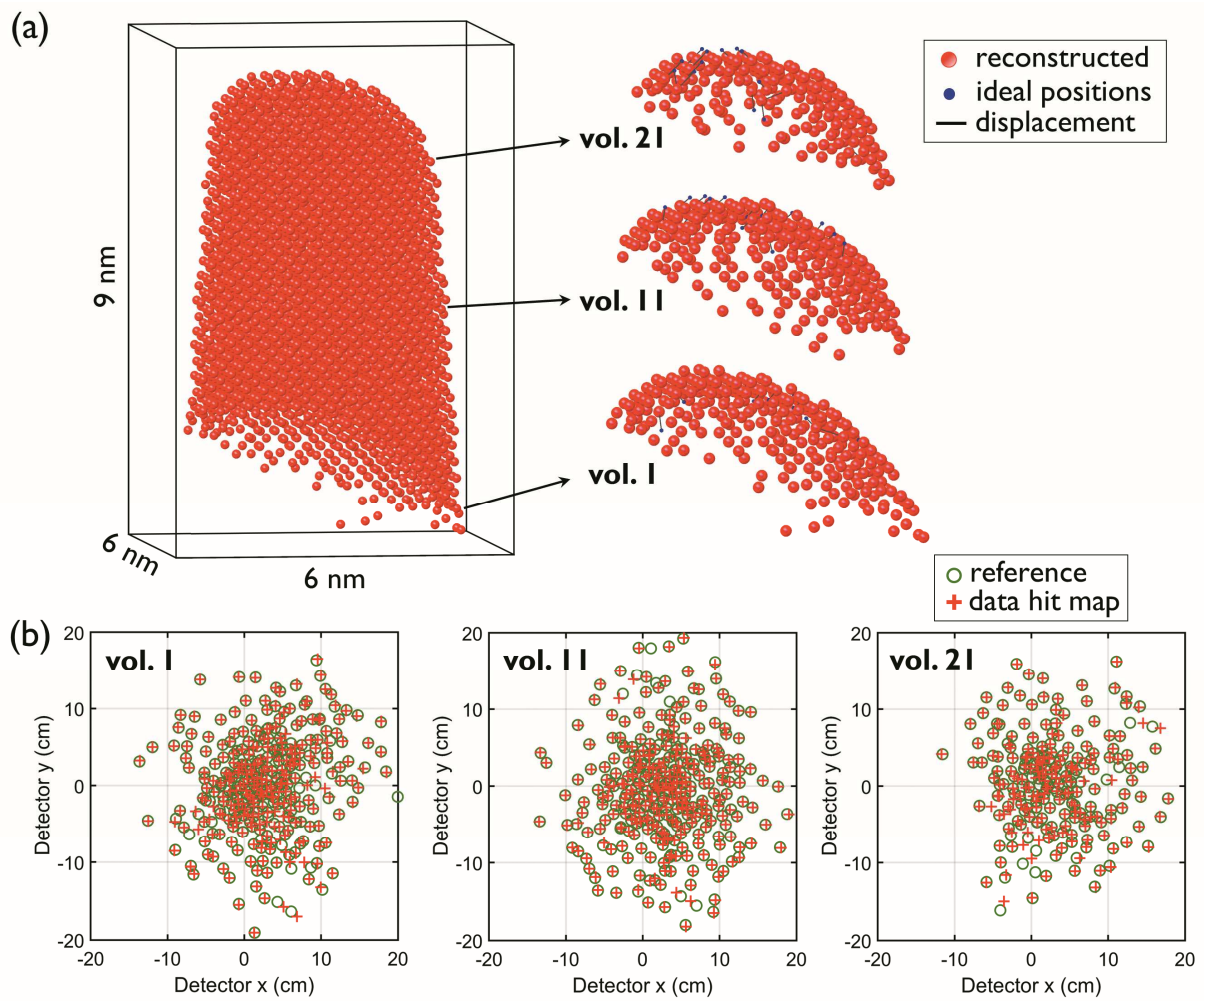 (a)
reconstructed
ideal positions
displacement
vol. 21
vol. 11
vol. 1
9 nm
6 nm
6 nm
reference
data hit map
(b)
vol. 1
20
10
0
-10
-20
-20
-10
0
10
20
Detector y (cm)
Detector x (cm)
vol. 11
20
10
0
-10
-20
-20
-10
0
10
20
Detector y (cm)
Detector x (cm)
vol. 21
20
10
0
-10
-20
-20
-10
0
10
20
Detector y (cm)
Detector x (cm)